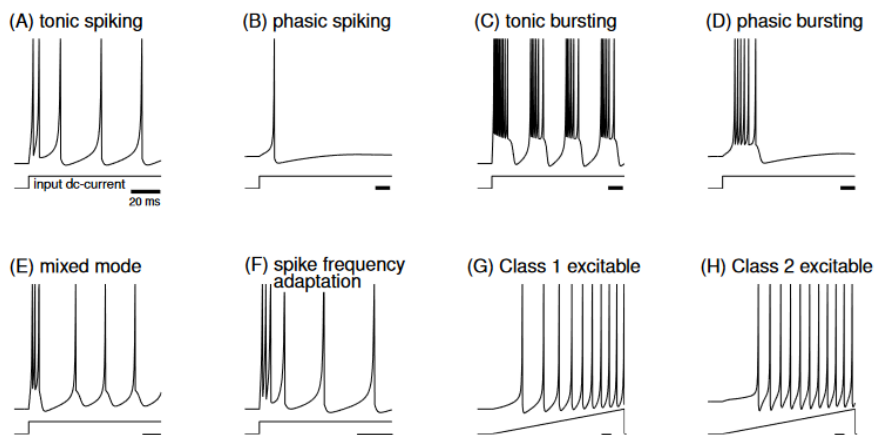 (A) tonic spiking
(B) phasic spiking
(C) tonic bursting
(D) phasic bursting
input dc-current
20 ms
(E) mixed mode
(F) spike frequency
adaptation
(G) Class 1 excitable
(H) Class 2 excitable